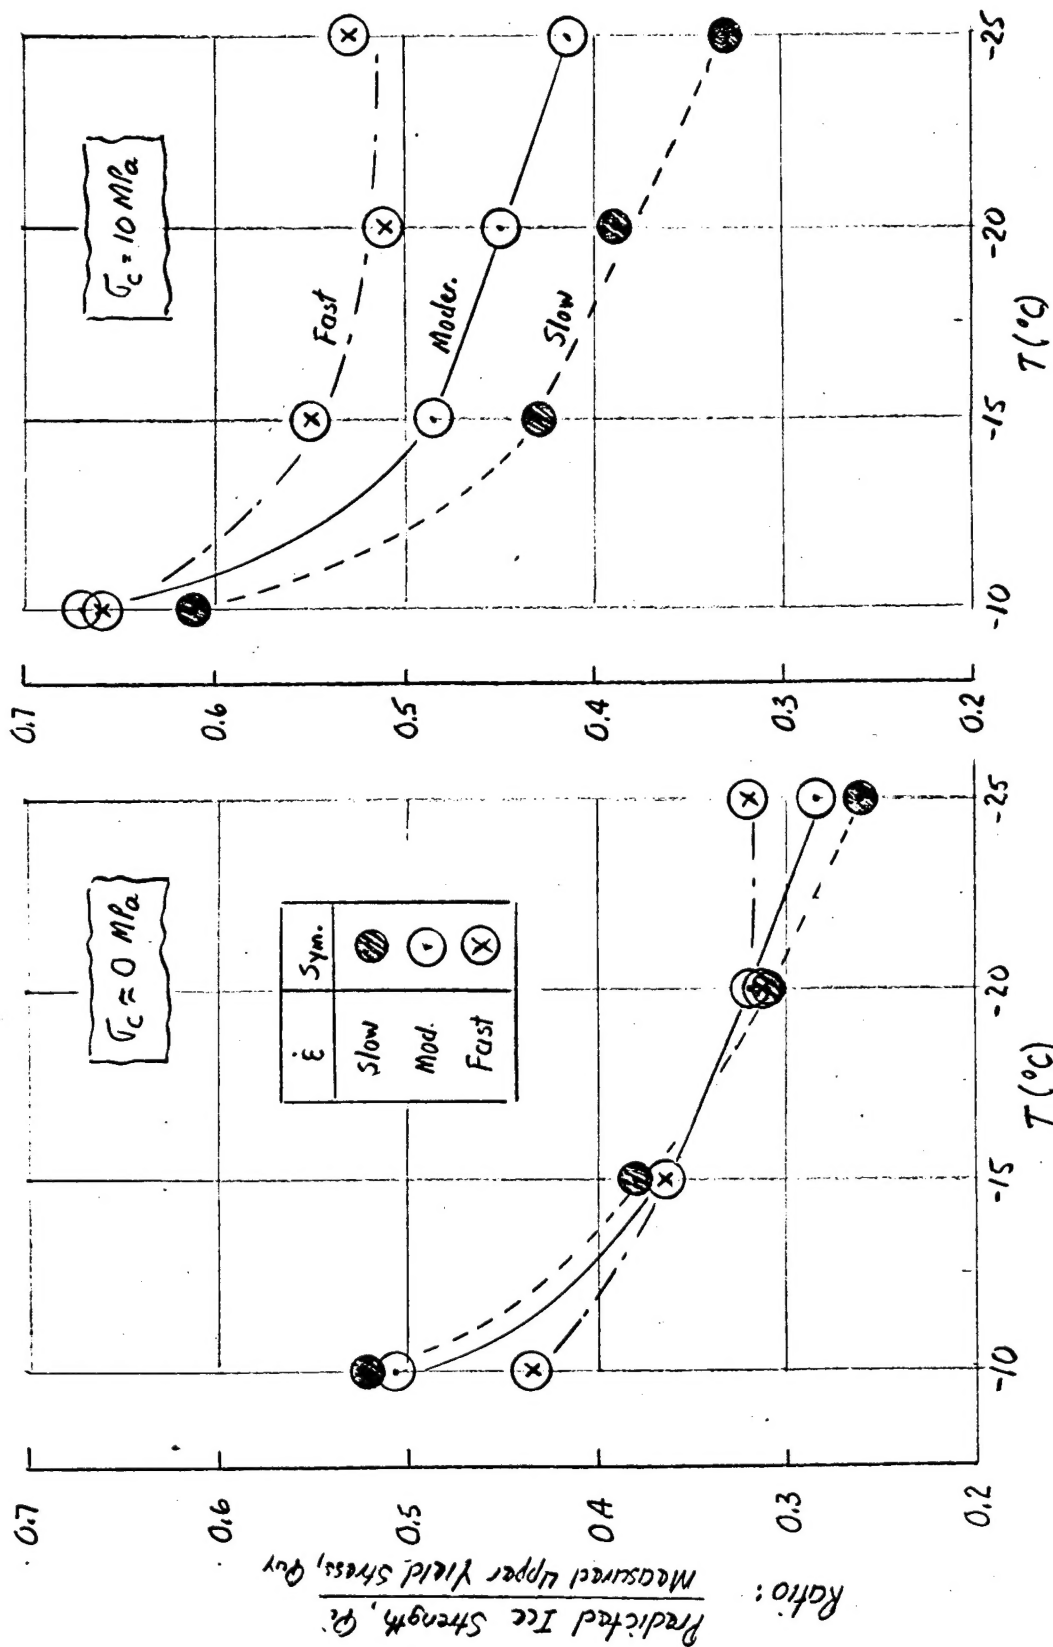 Ratio:
Predicted Ice Strength, qi
Measured Upper Yield Stress, quy
σc ≈ 0 MPa
0.7
0.6
0.5
0.4
0.3
0.2
ε̇ Sym.
Slow
Mod.
Fast
-10 -15 -20 -25
T (°C)
σc = 10 MPa
0.7
0.6
0.5
0.4
0.3
0.2
Fast
Moder.
Slow
-10 -15 -20 -25
T (°C)